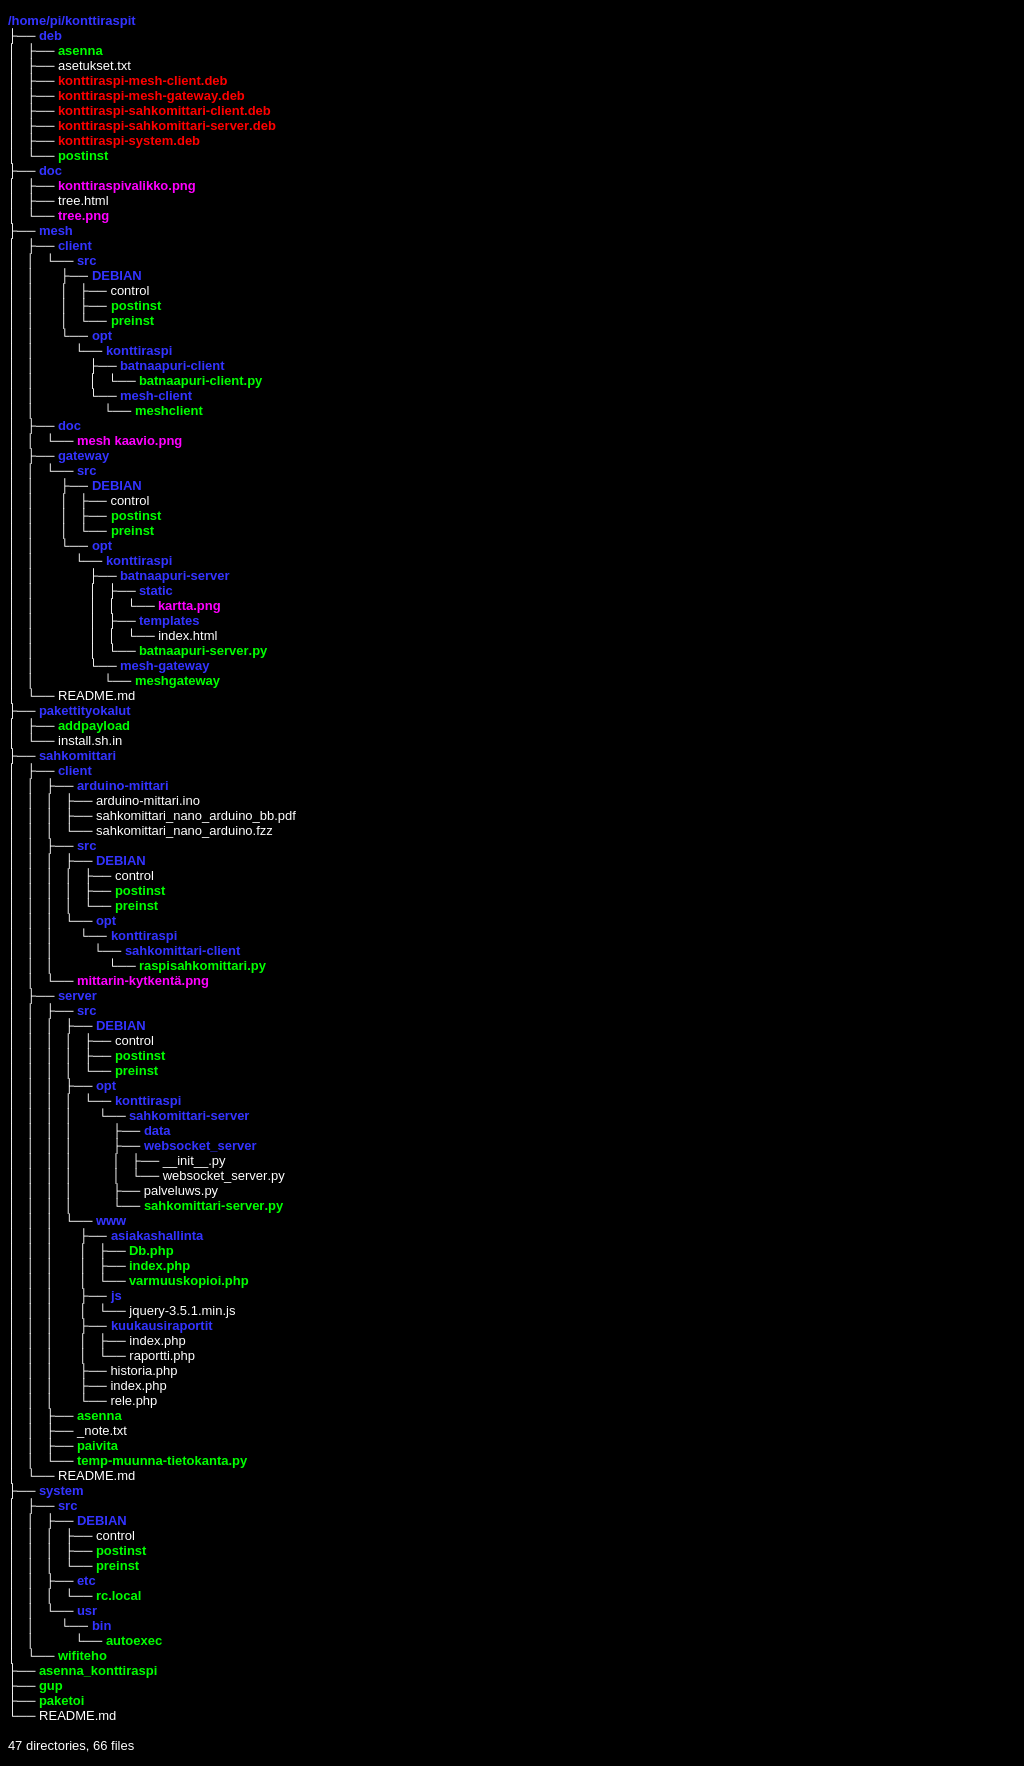 /home/pi/konttiraspit
├── deb
│   ├── asenna
│   ├── asetukset.txt
│   ├── konttiraspi-mesh-client.deb
│   ├── konttiraspi-mesh-gateway.deb
│   ├── konttiraspi-sahkomittari-client.deb
│   ├── konttiraspi-sahkomittari-server.deb
│   ├── konttiraspi-system.deb
│   └── postinst
├── doc
│   ├── konttiraspivalikko.png
│   ├── tree.html
│   └── tree.png
├── mesh
│   ├── client
│   │   └── src
│   │       ├── DEBIAN
│   │       │   ├── control
│   │       │   ├── postinst
│   │       │   └── preinst
│   │       └── opt
│   │           └── konttiraspi
│   │               ├── batnaapuri-client
│   │               │   └── batnaapuri-client.py
│   │               └── mesh-client
│   │                   └── meshclient
│   ├── doc
│   │   └── mesh kaavio.png
│   ├── gateway
│   │   └── src
│   │       ├── DEBIAN
│   │       │   ├── control
│   │       │   ├── postinst
│   │       │   └── preinst
│   │       └── opt
│   │           └── konttiraspi
│   │               ├── batnaapuri-server
│   │               │   ├── static
│   │               │   │   └── kartta.png
│   │               │   ├── templates
│   │               │   │   └── index.html
│   │               │   └── batnaapuri-server.py
│   │               └── mesh-gateway
│   │                   └── meshgateway
│   └── README.md
├── pakettityokalut
│   ├── addpayload
│   └── install.sh.in
├── sahkomittari
│   ├── client
│   │   ├── arduino-mittari
│   │   │   ├── arduino-mittari.ino
│   │   │   ├── sahkomittari_nano_arduino_bb.pdf
│   │   │   └── sahkomittari_nano_arduino.fzz
│   │   ├── src
│   │   │   ├── DEBIAN
│   │   │   │   ├── control
│   │   │   │   ├── postinst
│   │   │   │   └── preinst
│   │   │   └── opt
│   │   │       └── konttiraspi
│   │   │           └── sahkomittari-client
│   │   │               └── raspisahkomittari.py
│   │   └── mittarin-kytkentä.png
│   ├── server
│   │   ├── src
│   │   │   ├── DEBIAN
│   │   │   │   ├── control
│   │   │   │   ├── postinst
│   │   │   │   └── preinst
│   │   │   ├── opt
│   │   │   │   └── konttiraspi
│   │   │   │       └── sahkomittari-server
│   │   │   │           ├── data
│   │   │   │           ├── websocket_server
│   │   │   │           │   ├── __init__.py
│   │   │   │           │   └── websocket_server.py
│   │   │   │           ├── palveluws.py
│   │   │   │           └── sahkomittari-server.py
│   │   │   └── www
│   │   │       ├── asiakashallinta
│   │   │       │   ├── Db.php
│   │   │       │   ├── index.php
│   │   │       │   └── varmuuskopioi.php
│   │   │       ├── js
│   │   │       │   └── jquery-3.5.1.min.js
│   │   │       ├── kuukausiraportit
│   │   │       │   ├── index.php
│   │   │       │   └── raportti.php
│   │   │       ├── historia.php
│   │   │       ├── index.php
│   │   │       └── rele.php
│   │   ├── asenna
│   │   ├── _note.txt
│   │   ├── paivita
│   │   └── temp-muunna-tietokanta.py
│   └── README.md
├── system
│   ├── src
│   │   ├── DEBIAN
│   │   │   ├── control
│   │   │   ├── postinst
│   │   │   └── preinst
│   │   ├── etc
│   │   │   └── rc.local
│   │   └── usr
│   │       └── bin
│   │           └── autoexec
│   └── wifiteho
├── asenna_konttiraspi
├── gup
├── paketoi
└── README.md
47 directories, 66 files